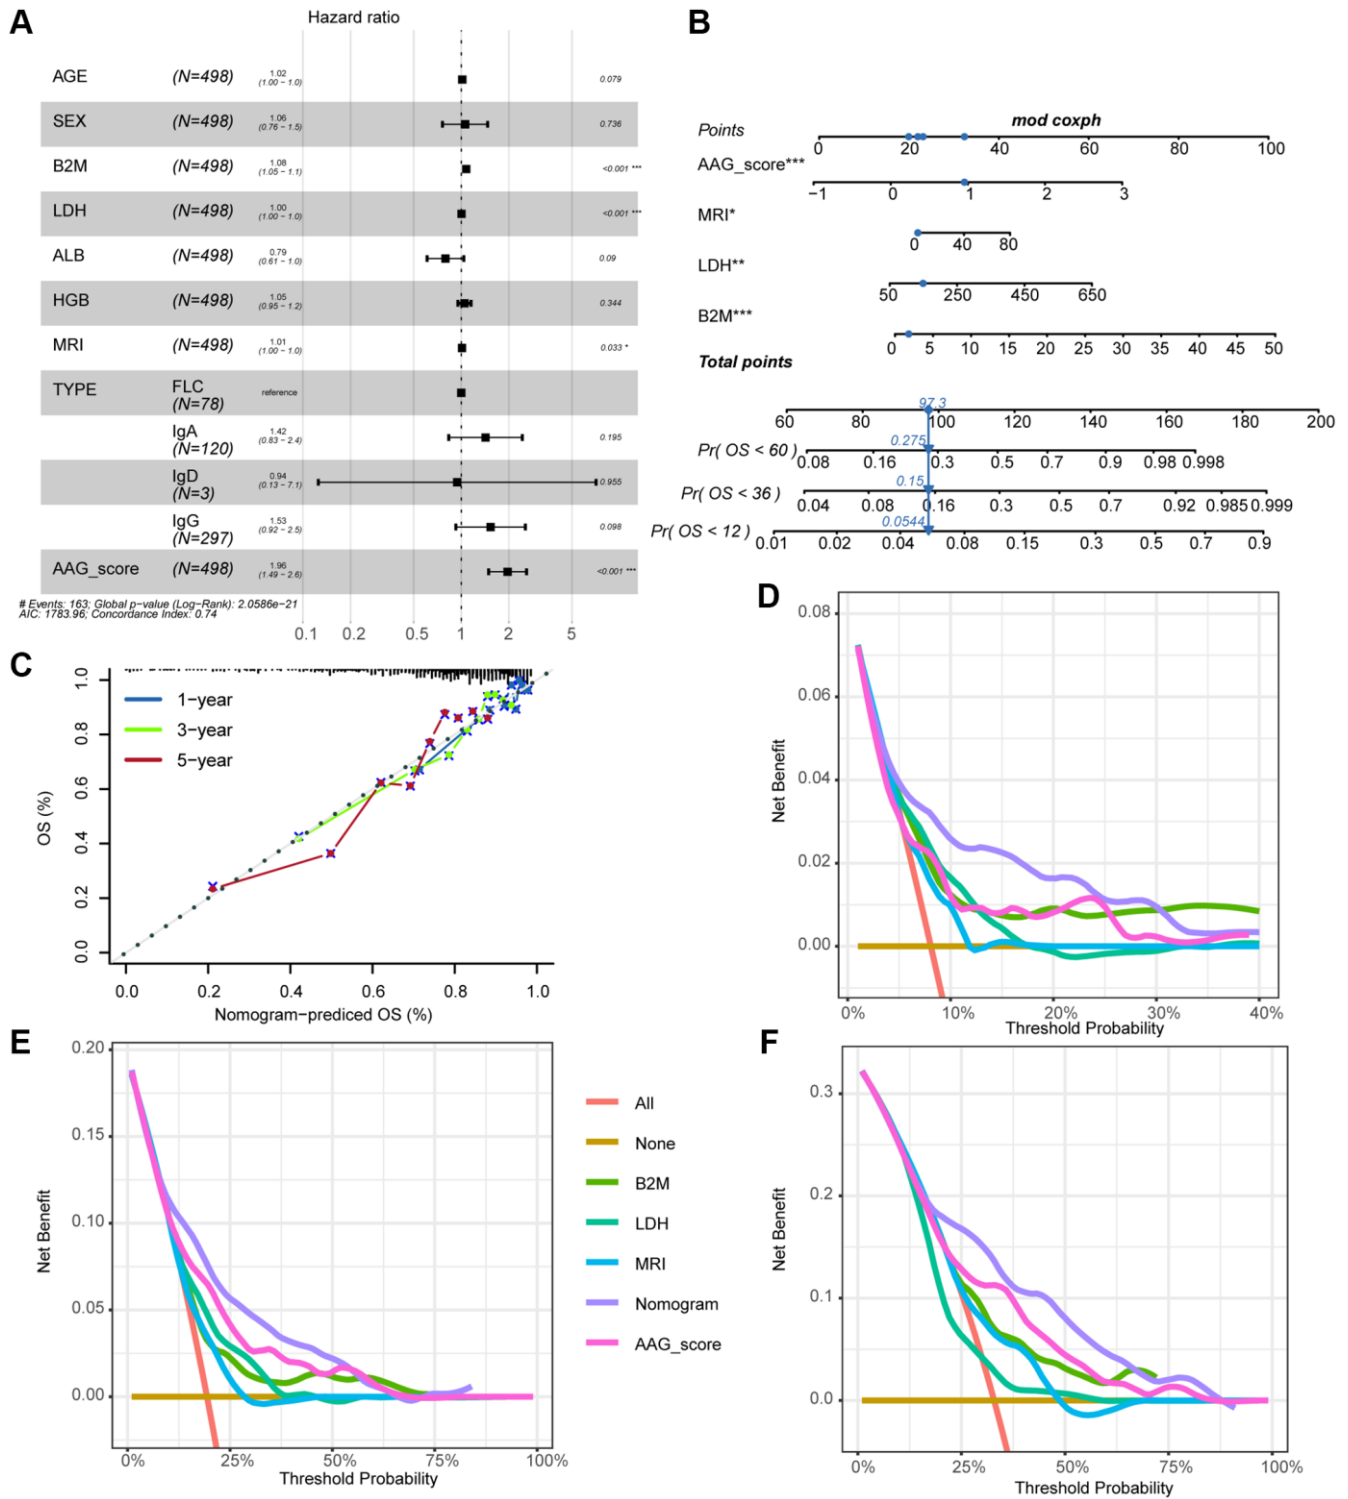 A
Hazard ratio
AGE (N=498) 1.02 (1.00 − 1.0) 0.079
SEX (N=498) 1.06 (0.76 − 1.5) 0.736
B2M (N=498) 1.08 (1.05 − 1.1) <0.001 ***
LDH (N=498) 1.00 (1.00 − 1.0) <0.001 ***
ALB (N=498) 0.79 (0.61 − 1.0) 0.09
HGB (N=498) 1.05 (0.95 − 1.2) 0.344
MRI (N=498) 1.01 (1.00 − 1.0) 0.033 *
TYPE FLC (N=78) reference
IgA (N=120) 1.42 (0.83 − 2.4) 0.195
IgD (N=3) 0.94 (0.13 − 7.1) 0.955
IgG (N=297) 1.53 (0.92 − 2.5) 0.098
AAG_score (N=498) 1.96 (1.49 − 2.6) <0.001 ***
# Events: 163; Global p−value (Log−Rank): 2.0586e−21
AIC: 1783.96; Concordance Index: 0.74
0.1 0.2 0.5 1 2 5
B
mod coxph
Points
0 20 40 60 80 100
AAG_score***
−1 0 1 2 3
MRI*
0 40 80
LDH**
50 250 450 650
B2M***
0 5 10 15 20 25 30 35 40 45 50
Total points
97.3
60 80 100 120 140 160 180 200
0.275
Pr( OS < 60 )
0.08 0.16 0.3 0.5 0.7 0.9 0.98 0.998
0.15
Pr( OS < 36 )
0.04 0.08 0.16 0.3 0.5 0.7 0.92 0.985 0.999
0.0544
Pr( OS < 12 )
0.01 0.02 0.04 0.08 0.15 0.3 0.5 0.7 0.9
C
OS (%)
1.0
0.8
0.6
0.4
0.2
0.0
1−year
3−year
5−year
0.0 0.2 0.4 0.6 0.8 1.0
Nomogram−prediced OS (%)
D
Net Benefit
0.08
0.06
0.04
0.02
0.00
0% 10% 20% 30% 40%
Threshold Probability
E
Net Benefit
0.20
0.15
0.10
0.05
0.00
0% 25% 50% 75% 100%
Threshold Probability
All
None
B2M
LDH
MRI
Nomogram
AAG_score
F
Net Benefit
0.3
0.2
0.1
0.0
0% 25% 50% 75% 100%
Threshold Probability